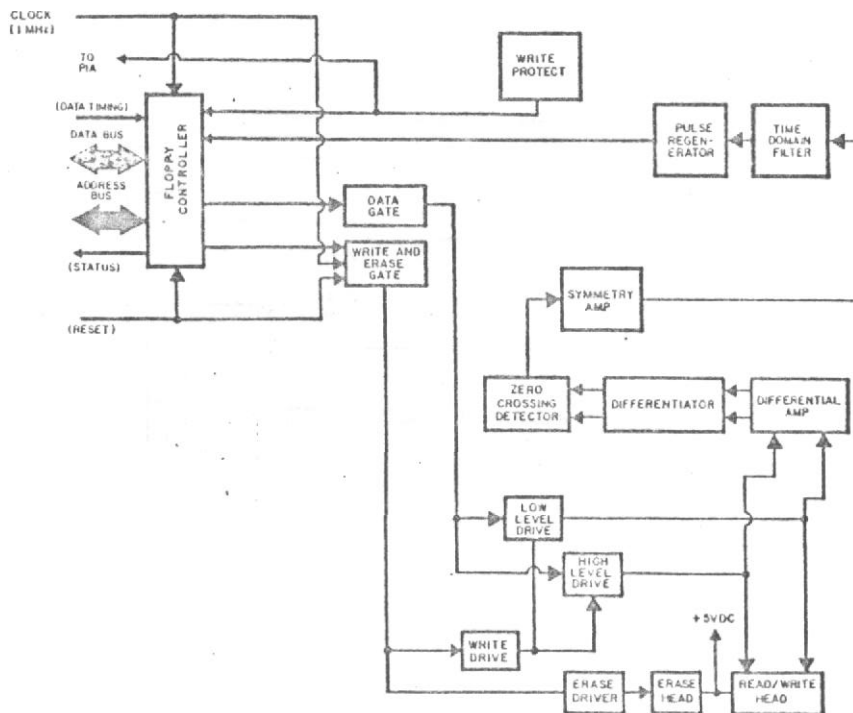 CLOCK
(1 MHz)
TO
PIA
WRITE
PROTECT
(DATA TIMING)
DATA BUS
ADDRESS
BUS
(STATUS)
(RESET)
FLOPPY
CONTROLLER
PULSE
REGEN-
ERATOR
TIME
DOMAIN
FILTER
DATA
GATE
WRITE AND
ERASE
GATE
SYMMETRY
AMP
ZERO
CROSSING
DETECTOR
DIFFERENTIATOR
DIFFERENTIAL
AMP
LOW
LEVEL
DRIVE
HIGH
LEVEL
DRIVE
WRITE
DRIVE
+5VDC
ERASE
DRIVER
ERASE
HEAD
READ/WRITE
HEAD